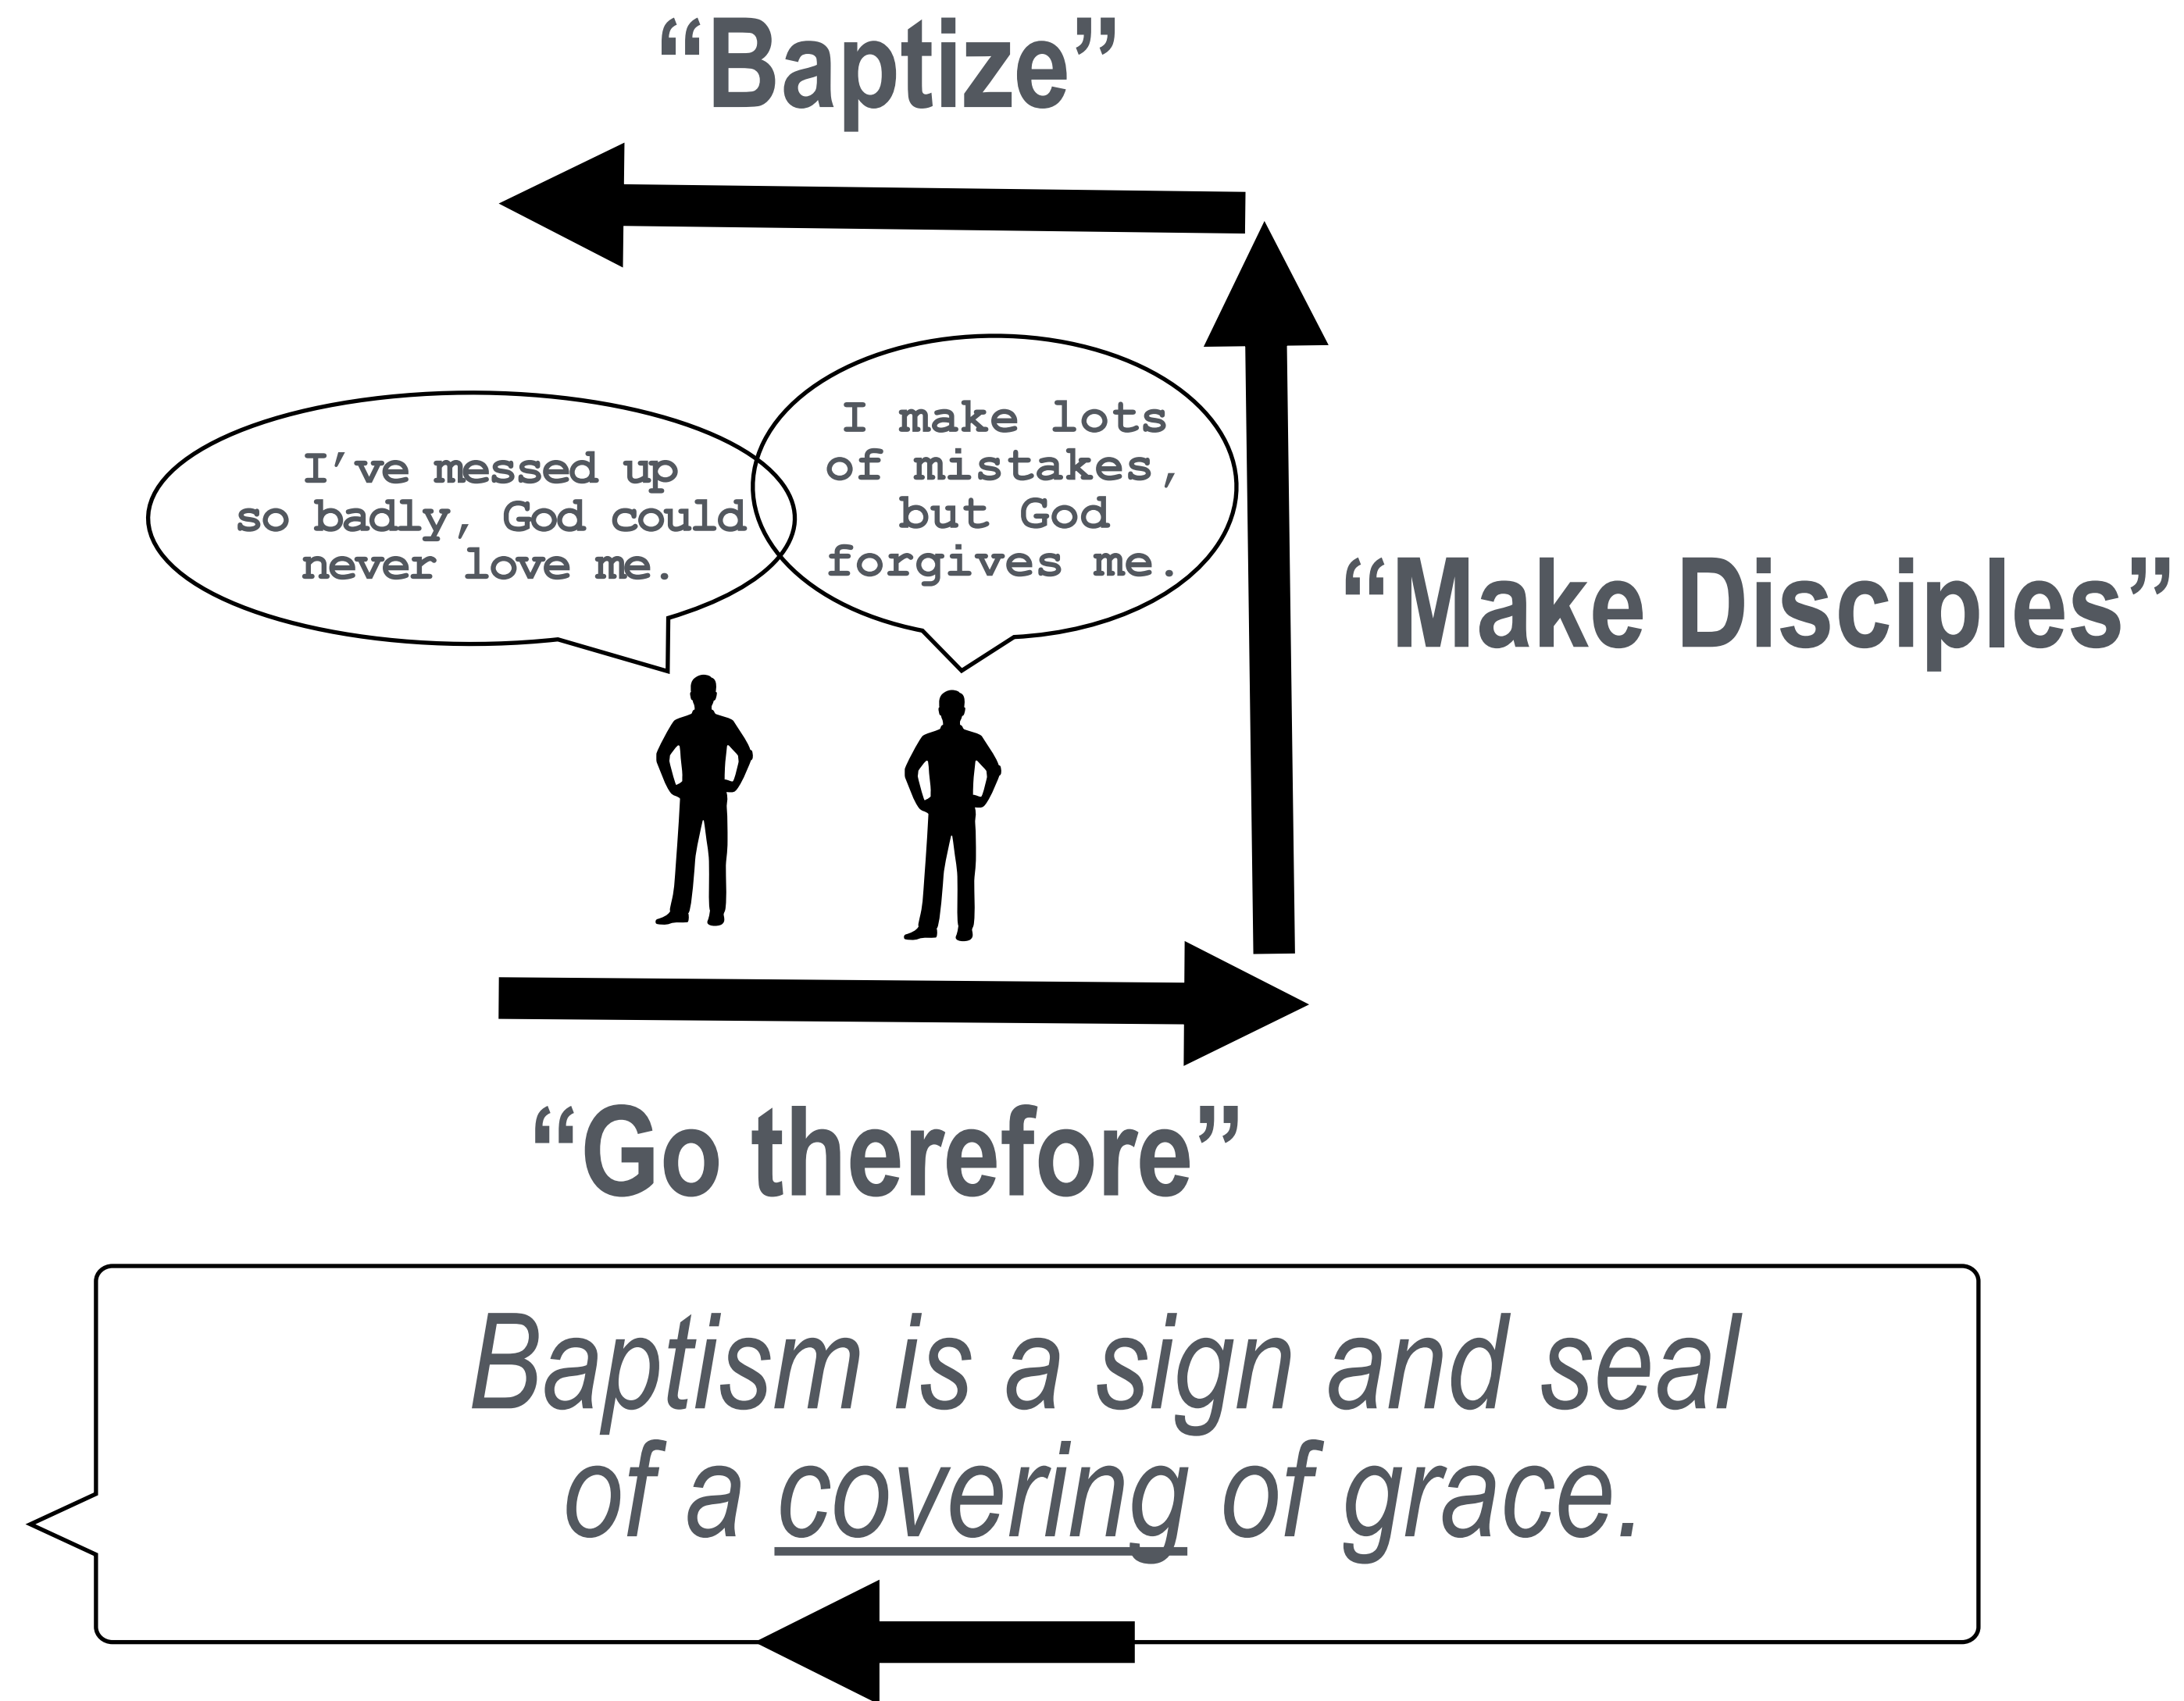 “Baptize”
I’ve messed up
so badly, God could
never love me.
I make lots
of mistakes,
but God
forgives me.
“Make Disciples”
“Go therefore”
Baptism is a sign and seal
of a covering of grace.